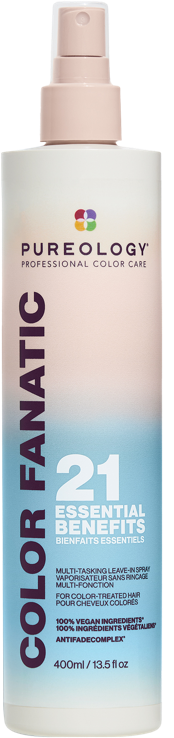 PUREOLOGY®
PROFESSIONAL COLOR CARE
COLOR FANATIC
21
ESSENTIAL
BENEFITS
BIENFAITS ESSENTIELS
MULTI-TASKING LEAVE-IN SPRAY
VAPORISATEUR SANS RINCAGE
MULTI-FONCTION
FOR COLOR-TREATED HAIR
POUR CHEVEUX COLORÉS
100% VEGAN INGREDIENTS*
100% INGRÉDIENTS VÉGÉTALIENS*
ANTIFADECOMPLEX®
400ml / 13.5 fl oz